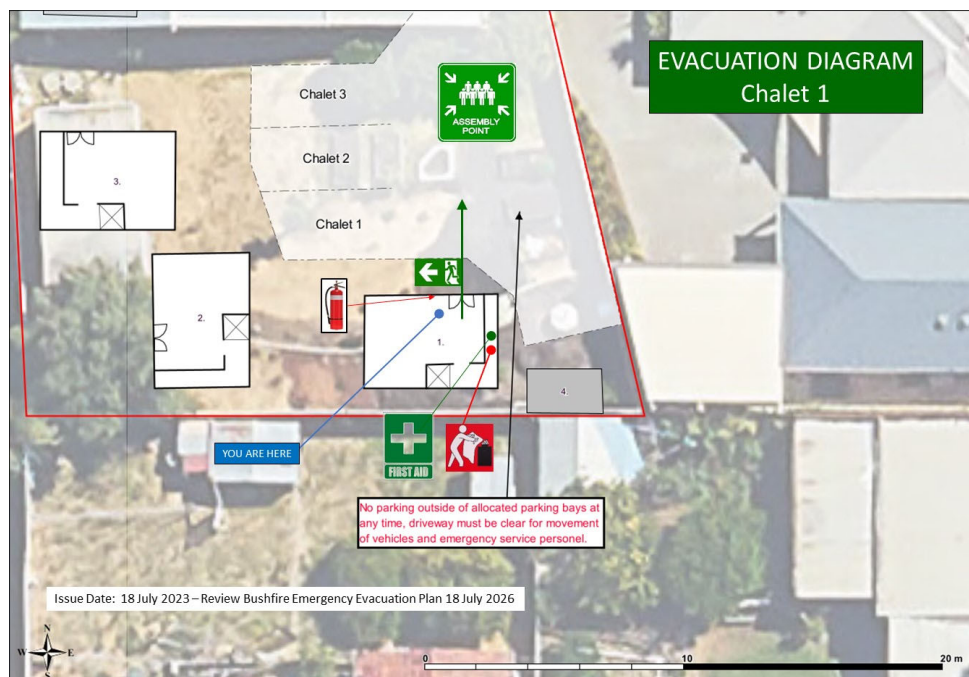 EVACUATION DIAGRAM
Chalet 1
Chalet 3
ASSEMBLY
POINT
Chalet 2
3.
Chalet 1
2.
1.
4.
YOU ARE HERE
FIRST AID
No parking outside of allocated parking bays at
any time, driveway must be clear for movement
of vehicles and emergency service personel.
Issue Date: 18 July 2023 – Review Bushfire Emergency Evacuation Plan 18 July 2026
N
W E
S
0 10 20 m